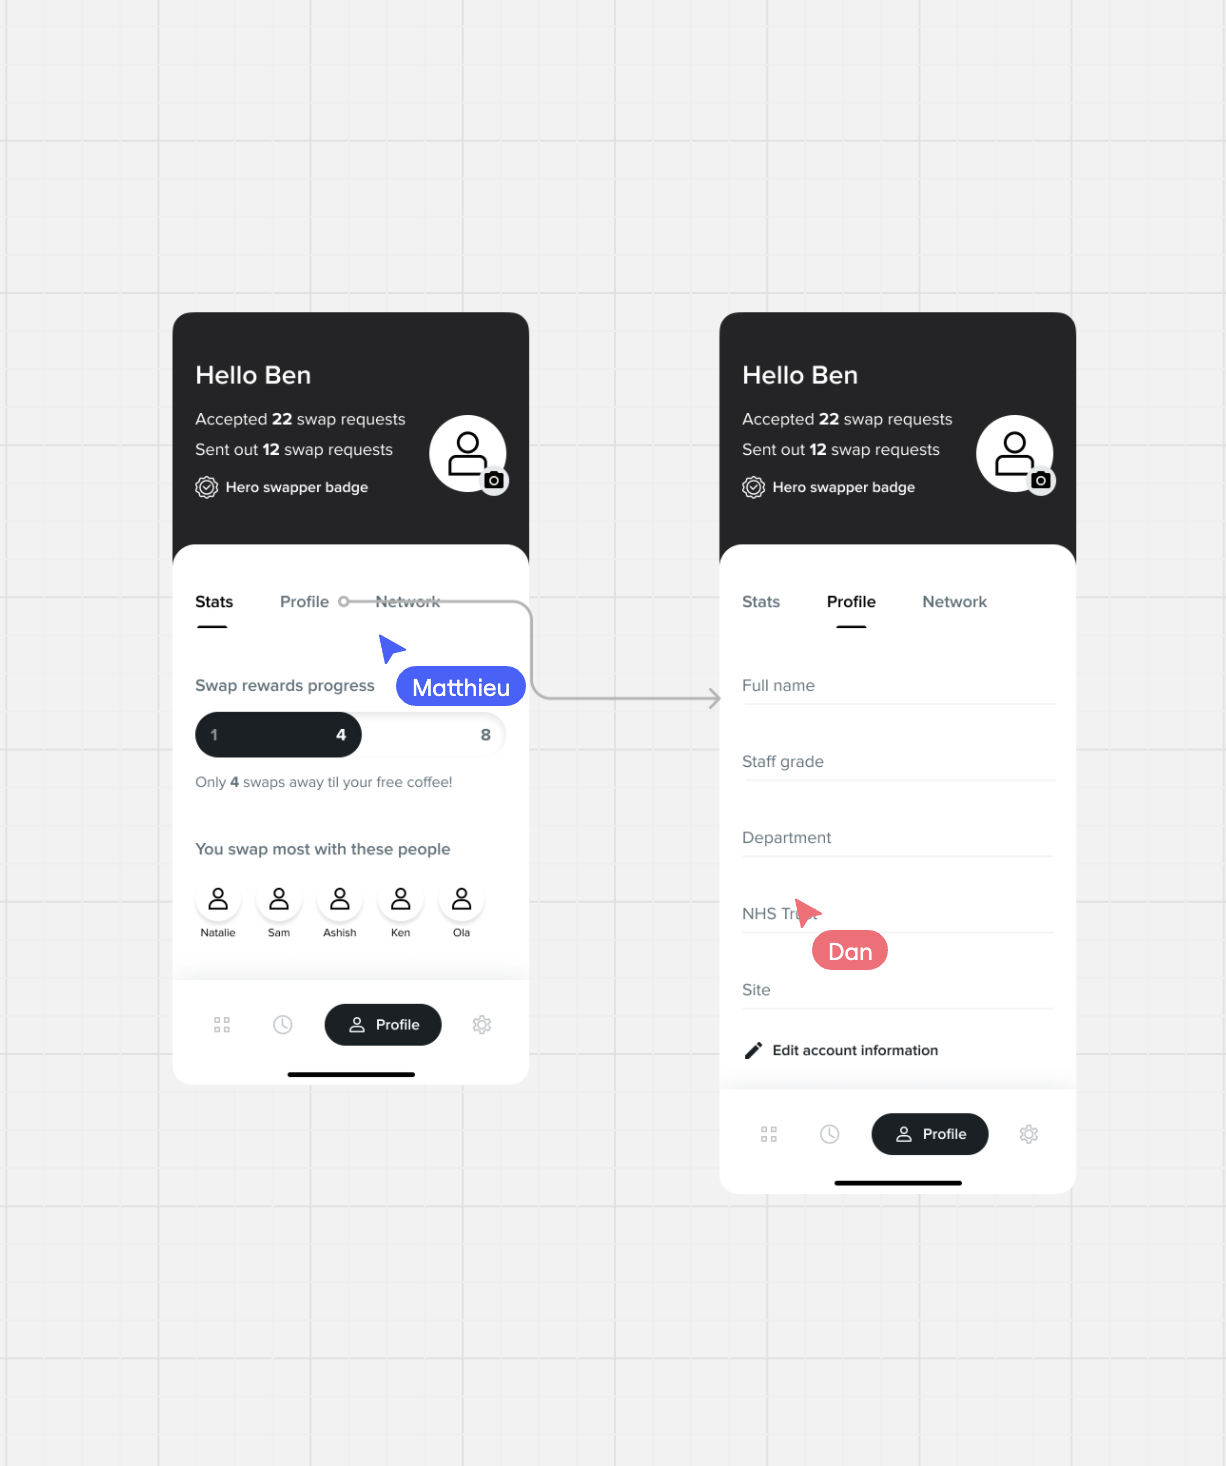 Hello Ben
Accepted 22 swap requests
Sent out 12 swap requests
Hero swapper badge
Stats Profile Network
Matthieu
Swap rewards progress
1 4 8
Only 4 swaps away til your free coffee!
You swap most with these people
Natalie Sam Ashish Ken Ola
Profile
Hello Ben
Accepted 22 swap requests
Sent out 12 swap requests
Hero swapper badge
Stats Profile Network
Full name
Staff grade
Department
NHS Trust
Dan
Site
Edit account information
Profile